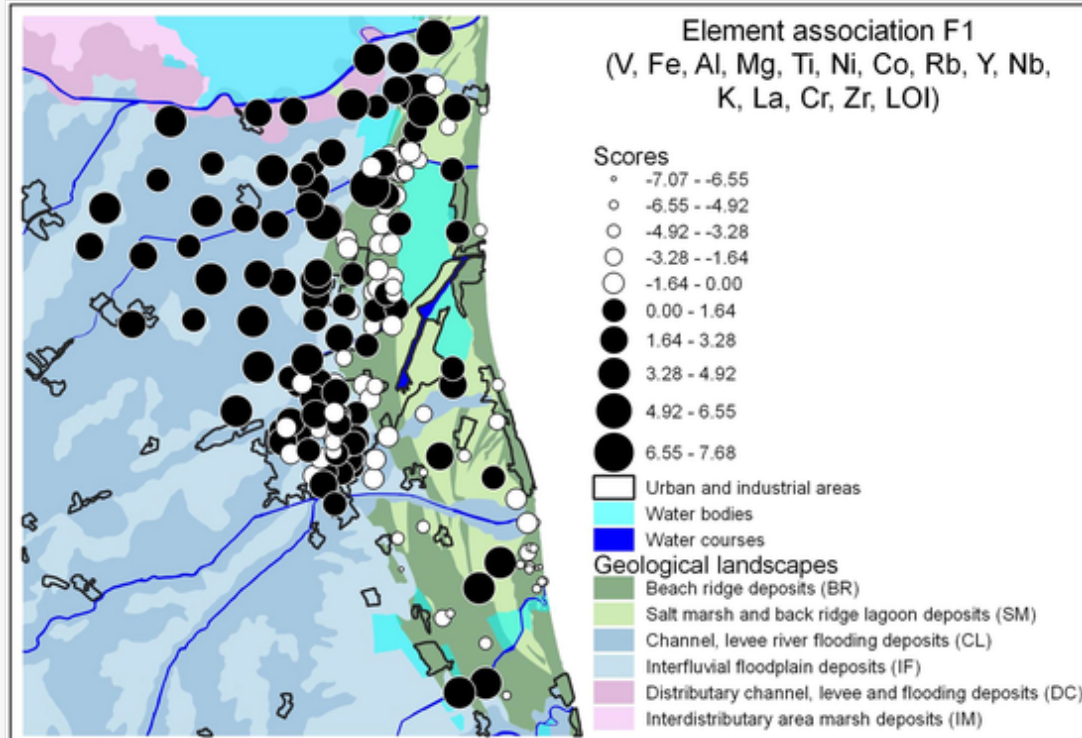 Element association F1
(V, Fe, Al, Mg, Ti, Ni, Co, Rb, Y, Nb,
K, La, Cr, Zr, LOI)
Scores
-7.07 - -6.55
-6.55 - -4.92
-4.92 - -3.28
-3.28 - -1.64
-1.64 - 0.00
0.00 - 1.64
1.64 - 3.28
3.28 - 4.92
4.92 - 6.55
6.55 - 7.68
Urban and industrial areas
Water bodies
Water courses
Geological landscapes
Beach ridge deposits (BR)
Salt marsh and back ridge lagoon deposits (SM)
Channel, levee river flooding deposits (CL)
Interfluvial floodplain deposits (IF)
Distributary channel, levee and flooding deposits (DC)
Interdistributary area marsh deposits (IM)